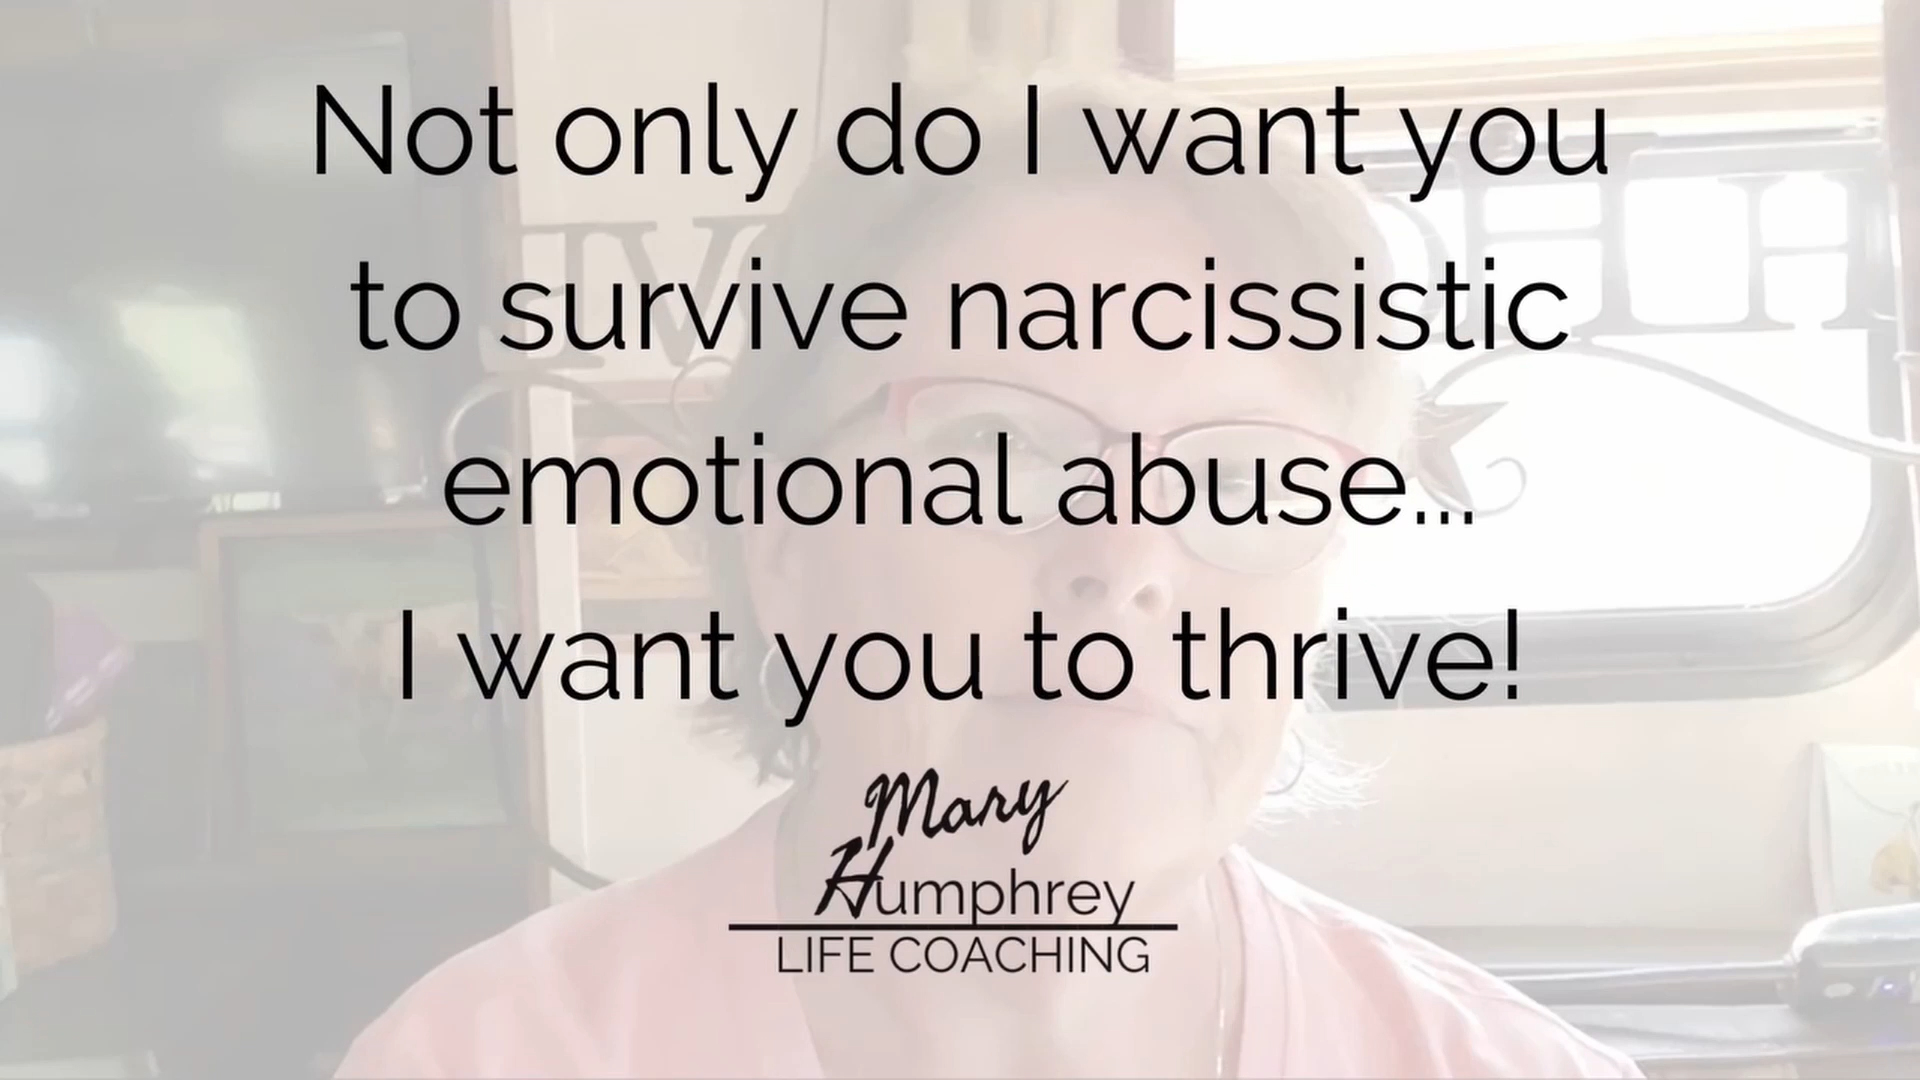 Not only do I want you
to survive narcissistic
emotional abuse...
I want you to thrive!
Mary
Humphrey
LIFE COACHING